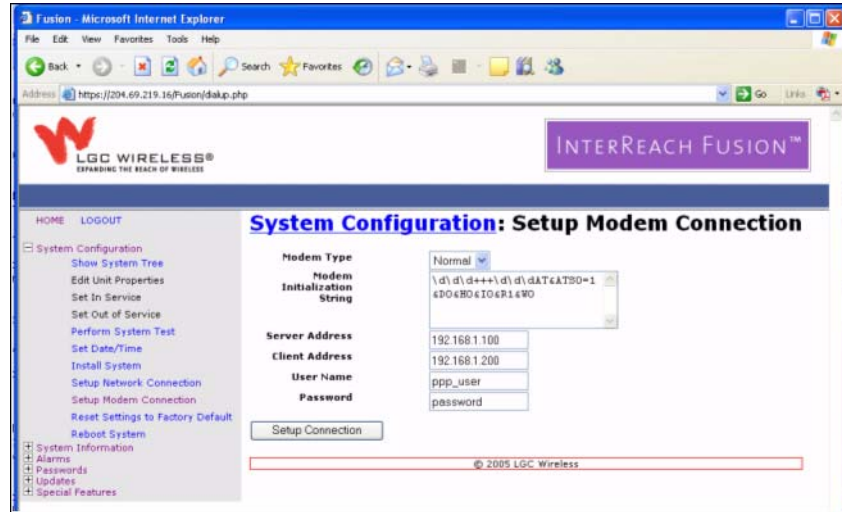 Fusion - Microsoft Internet Explorer
File Edit View Favorites Tools Help
Back Search Favorites
Address https://204.69.219.16/Fusion/dialup.php Go Links
LGC WIRELESS®
EXPANDING THE REACH OF WIRELESS
INTERREACH FUSION™
HOME LOGOUT
System Configuration: Setup Modem Connection
System Configuration
Show System Tree
Edit Unit Properties
Set In Service
Set Out of Service
Perform System Test
Set Date/Time
Install System
Setup Network Connection
Setup Modem Connection
Reset Settings to Factory Default
Reboot System
System Information
Alarms
Passwords
Updates
Special Features
Modem Type Normal
Modem Initialization String
\d\d\d+++\d\d\dAT&ATS0=1
&D0&H0&I0&R1&W0
Server Address 192.168.1.100
Client Address 192.168.1.200
User Name ppp_user
Password password
Setup Connection
© 2005 LGC Wireless